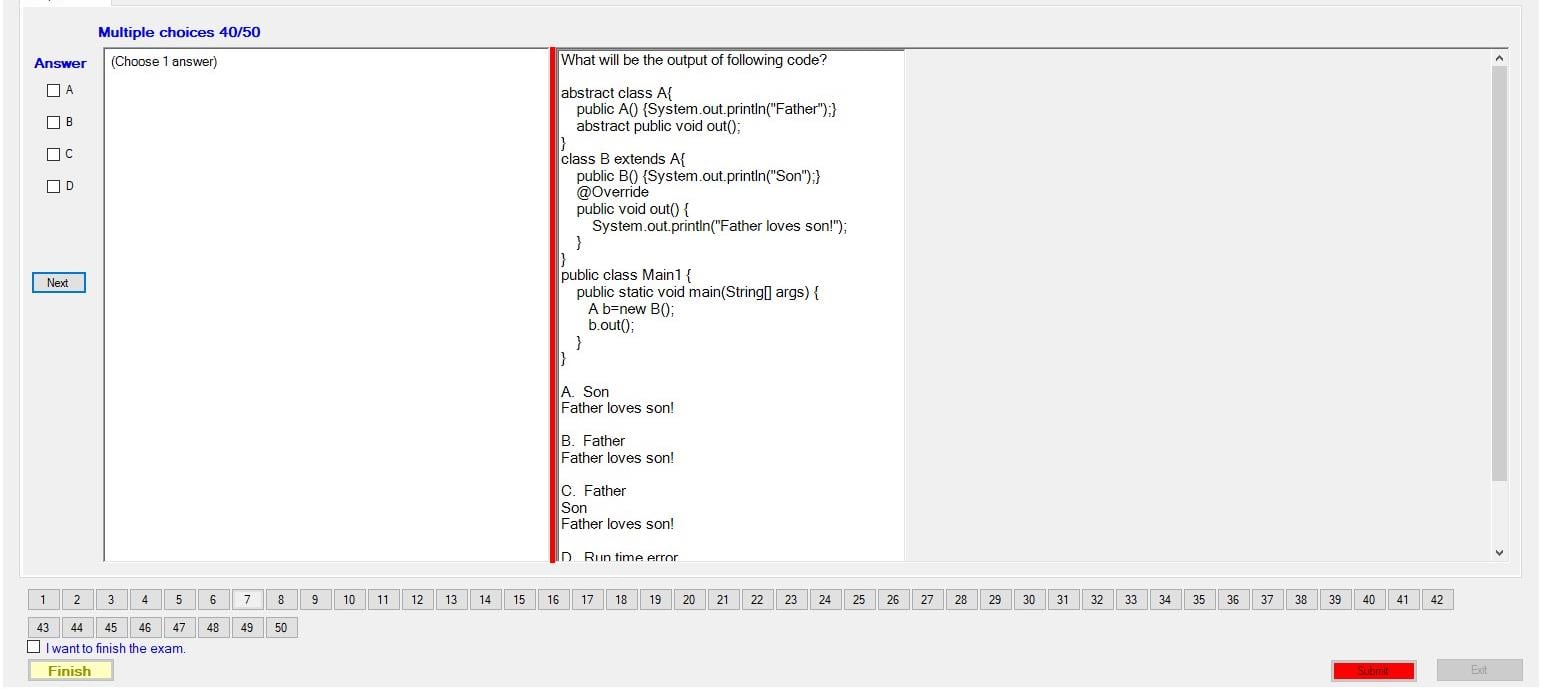 Multiple choices 40/50
Answer
(Choose 1 answer)
A
B
C
D
Next
What will be the output of following code?
abstract class A{
public A() {System.out.println("Father");}
abstract public void out();
}
class B extends A{
public B() {System.out.println("Son");}
@Override
public void out() {
System.out.println("Father loves son!");
}
}
public class Main1 {
public static void main(String[] args) {
A b=new B();
b.out();
}
}
A. Son
Father loves son!
B. Father
Father loves son!
C. Father
Son
Father loves son!
D. Run time error
1 2 3 4 5 6 7 8 9 10 11 12 13 14 15 16 17 18 19 20 21 22 23 24 25 26 27 28 29 30 31 32 33 34 35 36 37 38 39 40 41 42
43 44 45 46 47 48 49 50
I want to finish the exam.
Finish
Submit
Exit